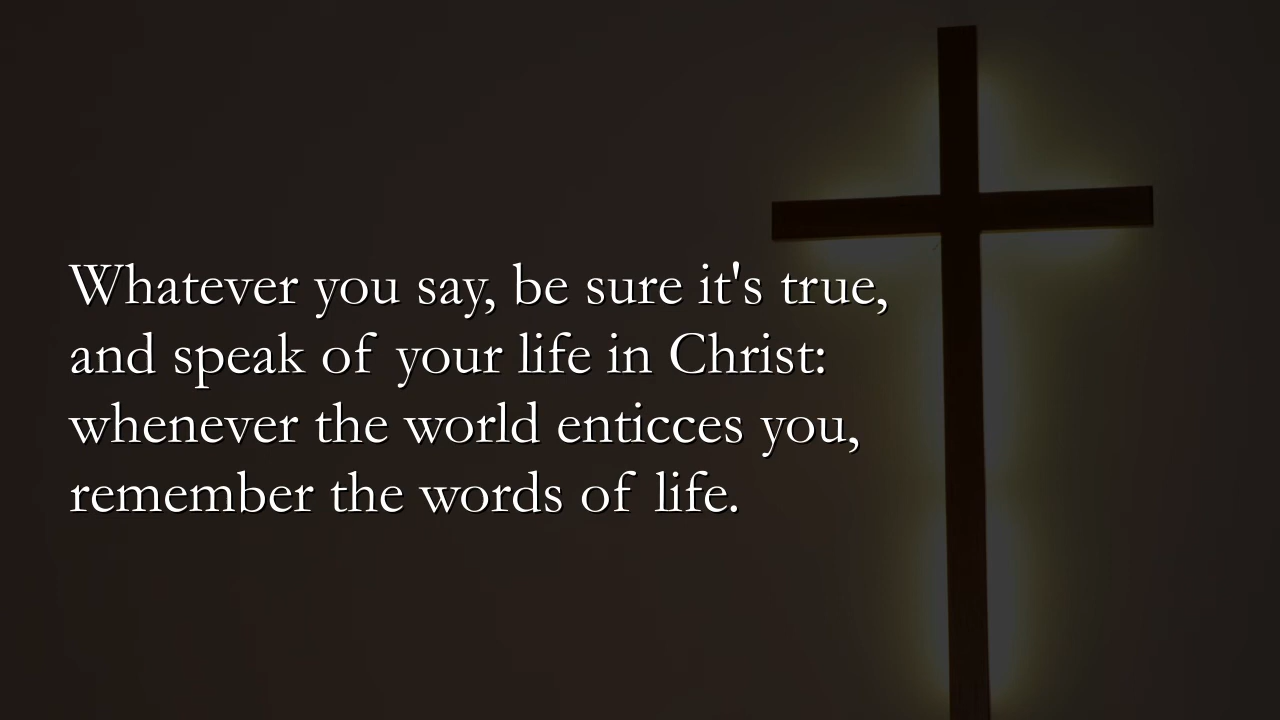 Whatever you say, be sure it's true,
and speak of your life in Christ:
whenever the world enticces you,
remember the words of life.